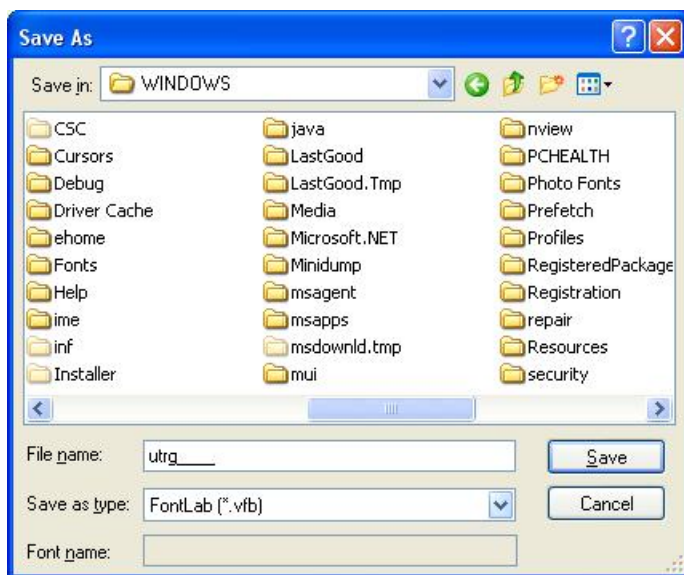 Save As
Save in: WINDOWS
CSC java nview
Cursors LastGood PCHEALTH
Debug LastGood.Tmp Photo Fonts
Driver Cache Media Prefetch
ehome Microsoft.NET Profiles
Fonts Minidump RegisteredPackage
Help msagent Registration
ime msapps repair
inf msdownld.tmp Resources
Installer mui security
File name: utrg____ Save
Save as type: FontLab (*.vfb) Cancel
Font name: